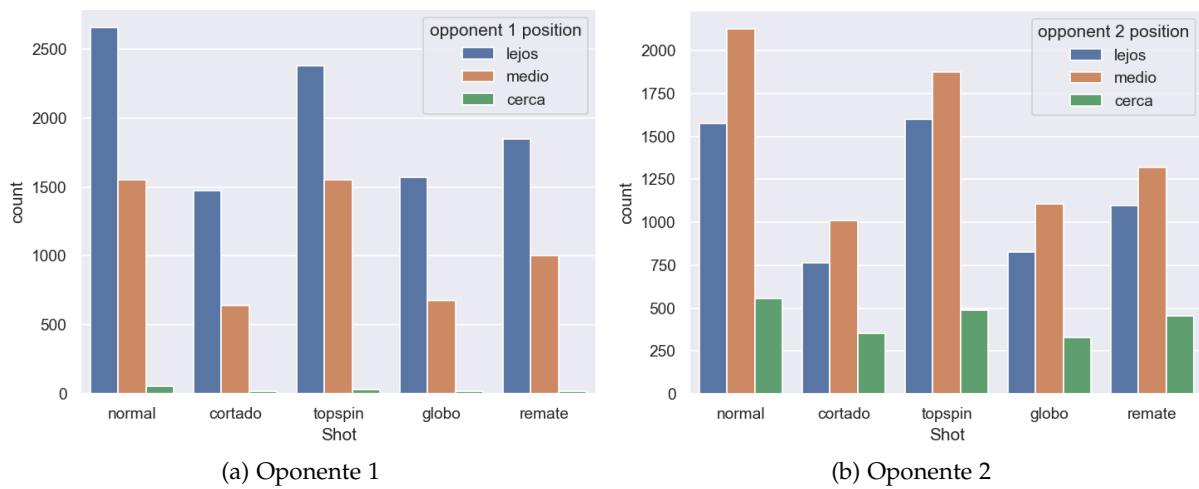 opponent 1 position
lejos
medio
cerca
2500
2000
1500
1000
500
0
count
normal
cortado
topspin
globo
remate
Shot
(a) Oponente 1
opponent 2 position
lejos
medio
cerca
2000
1750
1500
1250
1000
750
500
250
0
count
normal
cortado
topspin
globo
remate
Shot
(b) Oponente 2